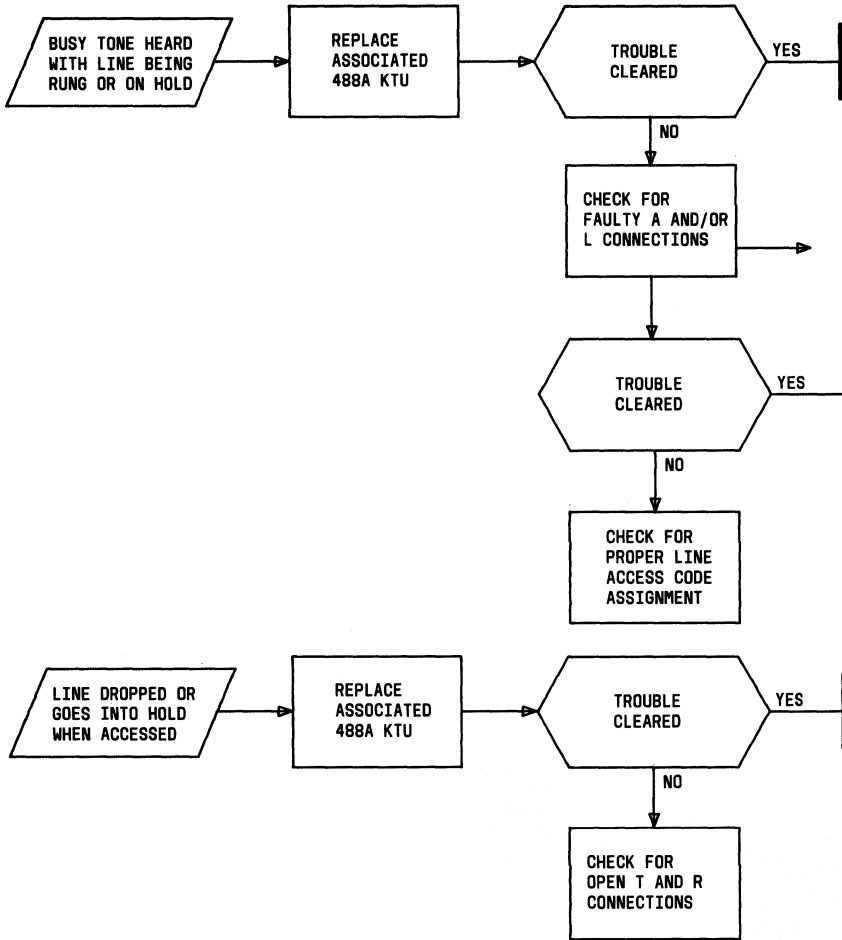 BUSY TONE HEARD
WITH LINE BEING
RUNG OR ON HOLD
REPLACE
ASSOCIATED
488A KTU
TROUBLE
CLEARED
YES
NO
CHECK FOR
FAULTY A AND/OR
L CONNECTIONS
TROUBLE
CLEARED
YES
NO
CHECK FOR
PROPER LINE
ACCESS CODE
ASSIGNMENT
LINE DROPPED OR
GOES INTO HOLD
WHEN ACCESSED
REPLACE
ASSOCIATED
488A KTU
TROUBLE
CLEARED
YES
NO
CHECK FOR
OPEN T AND R
CONNECTIONS